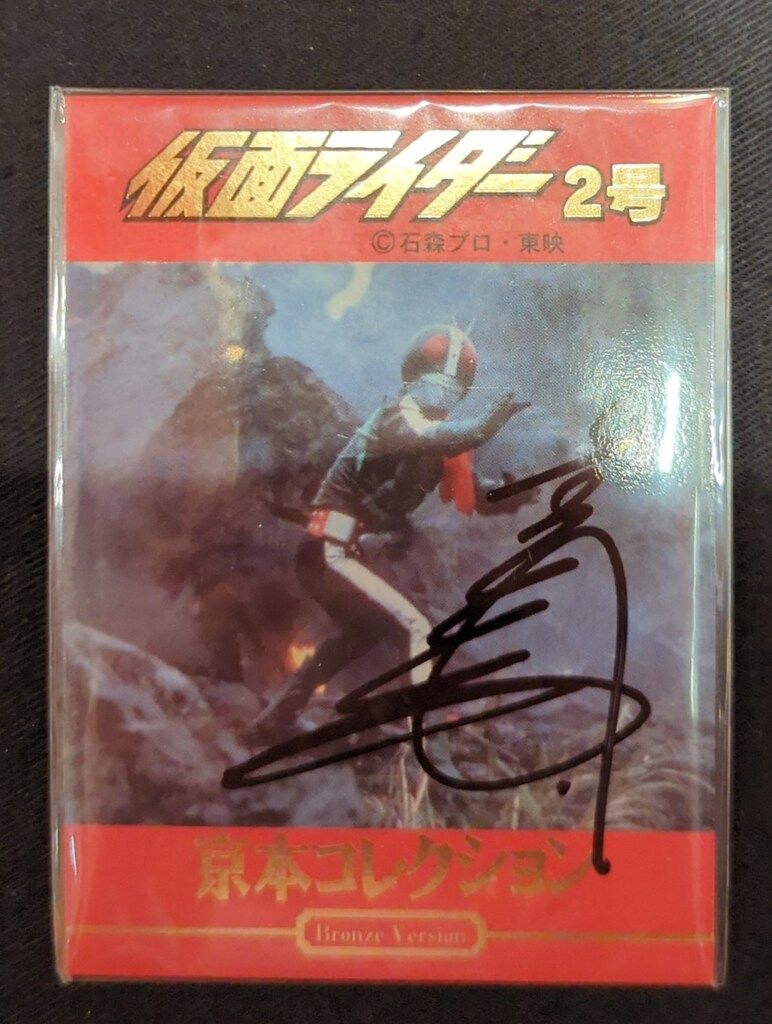 仮面ライダー2号
©石森プロ・東映
京本コレクション
Bronze Version